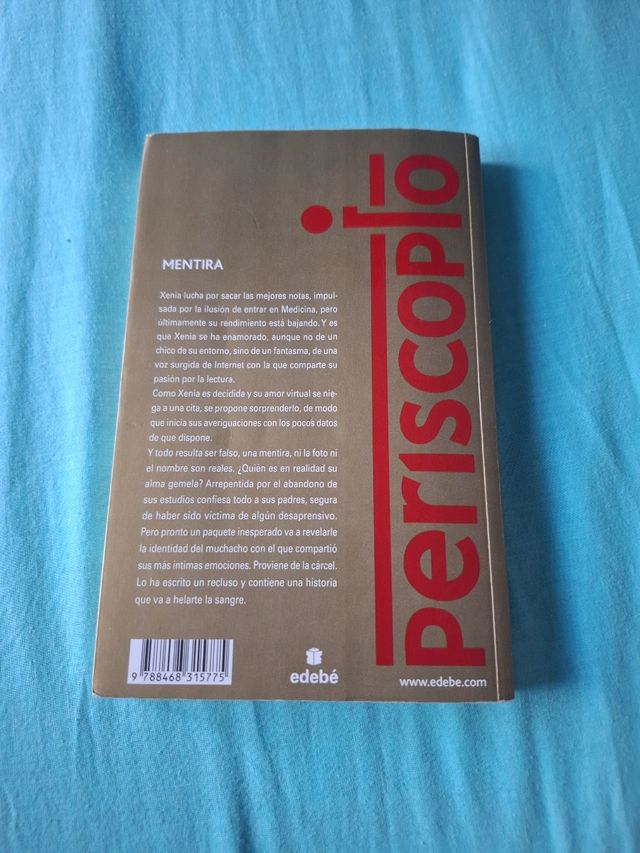 MENTIRA
Xenia lucha por sacar las mejores notas, impul-
sada por la ilusión de entrar en Medicina, pero
últimamente su rendimiento está bajando. Y es
que Xenia se ha enamorado, aunque no de un
chico de su entorno, sino de un fantasma, de una
voz surgida de Internet con la que comparte su
pasión por la lectura.
Como Xenia es decidida y su amor virtual se nie-
ga a una cita, se propone sorprenderlo, de modo
que inicia sus averiguaciones con los pocos datos
de que dispone.
Y todo resulta ser falso, una mentira, ni la foto ni
el nombre son reales. ¿Quién es en realidad su
alma gemela? Arrepentida por el abandono de
sus estudios confiesa todo a sus padres, segura
de haber sido víctima de algún desaprensivo.
Pero pronto un paquete inesperado va a revelarle
la identidad del muchacho con el que compartió
sus más íntimas emociones. Proviene de la cárcel.
Lo ha escrito un recluso y contiene una historia
que va a helarte la sangre.
9 788468 315775
edebé
www.edebe.com
periscopio